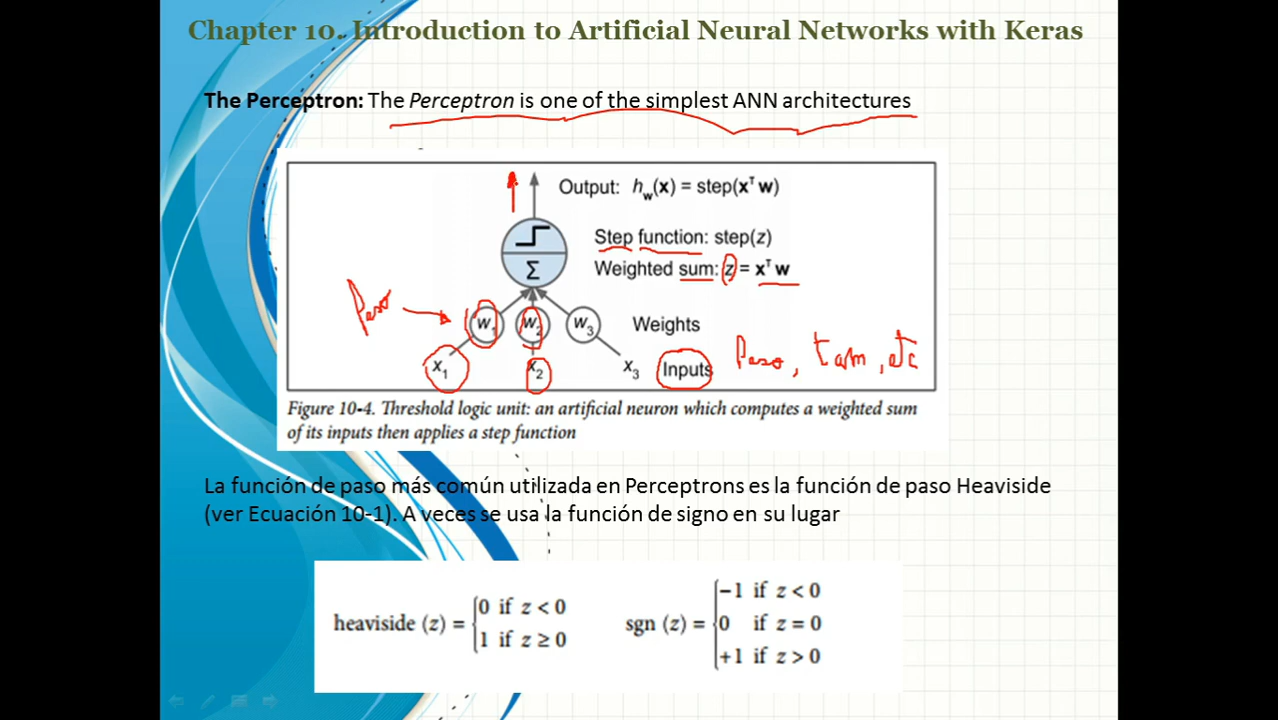 Chapter 10. Introduction to Artificial Neural Networks with Keras
The Perceptron: The Perceptron is one of the simplest ANN architectures
Output: h_w(x) = step(xᵀ w)
Step function: step(z)
Σ
Weighted sum: z = xᵀ w
Peso
w₁ w₂ w₃ Weights
x₁ x₂ x₃ Inputs Peso, tam, etc
Figure 10-4. Threshold logic unit: an artificial neuron which computes a weighted sum
of its inputs then applies a step function
La función de paso más común utilizada en Perceptrons es la función de paso Heaviside
(ver Ecuación 10-1). A veces se usa la función de signo en su lugar
heaviside (z) = {0 if z < 0
1 if z ≥ 0
sgn (z) = {−1 if z < 0
0 if z = 0
+1 if z > 0